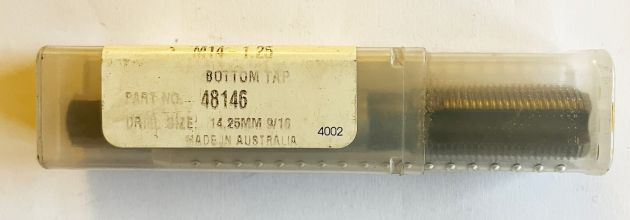 M14 1.25
BOTTOM TAP
PART NO. 48146
DRILL SIZE 14.25MM 9/16
4002
MADE IN AUSTRALIA